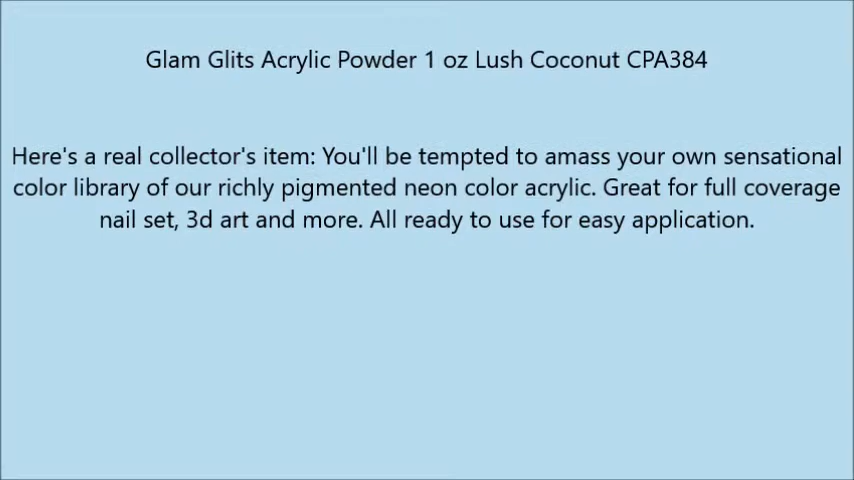 Glam Glits Acrylic Powder 1 oz Lush Coconut CPA384
Here's a real collector's item: You'll be tempted to amass your own sensational
color library of our richly pigmented neon color acrylic. Great for full coverage
nail set, 3d art and more. All ready to use for easy application.